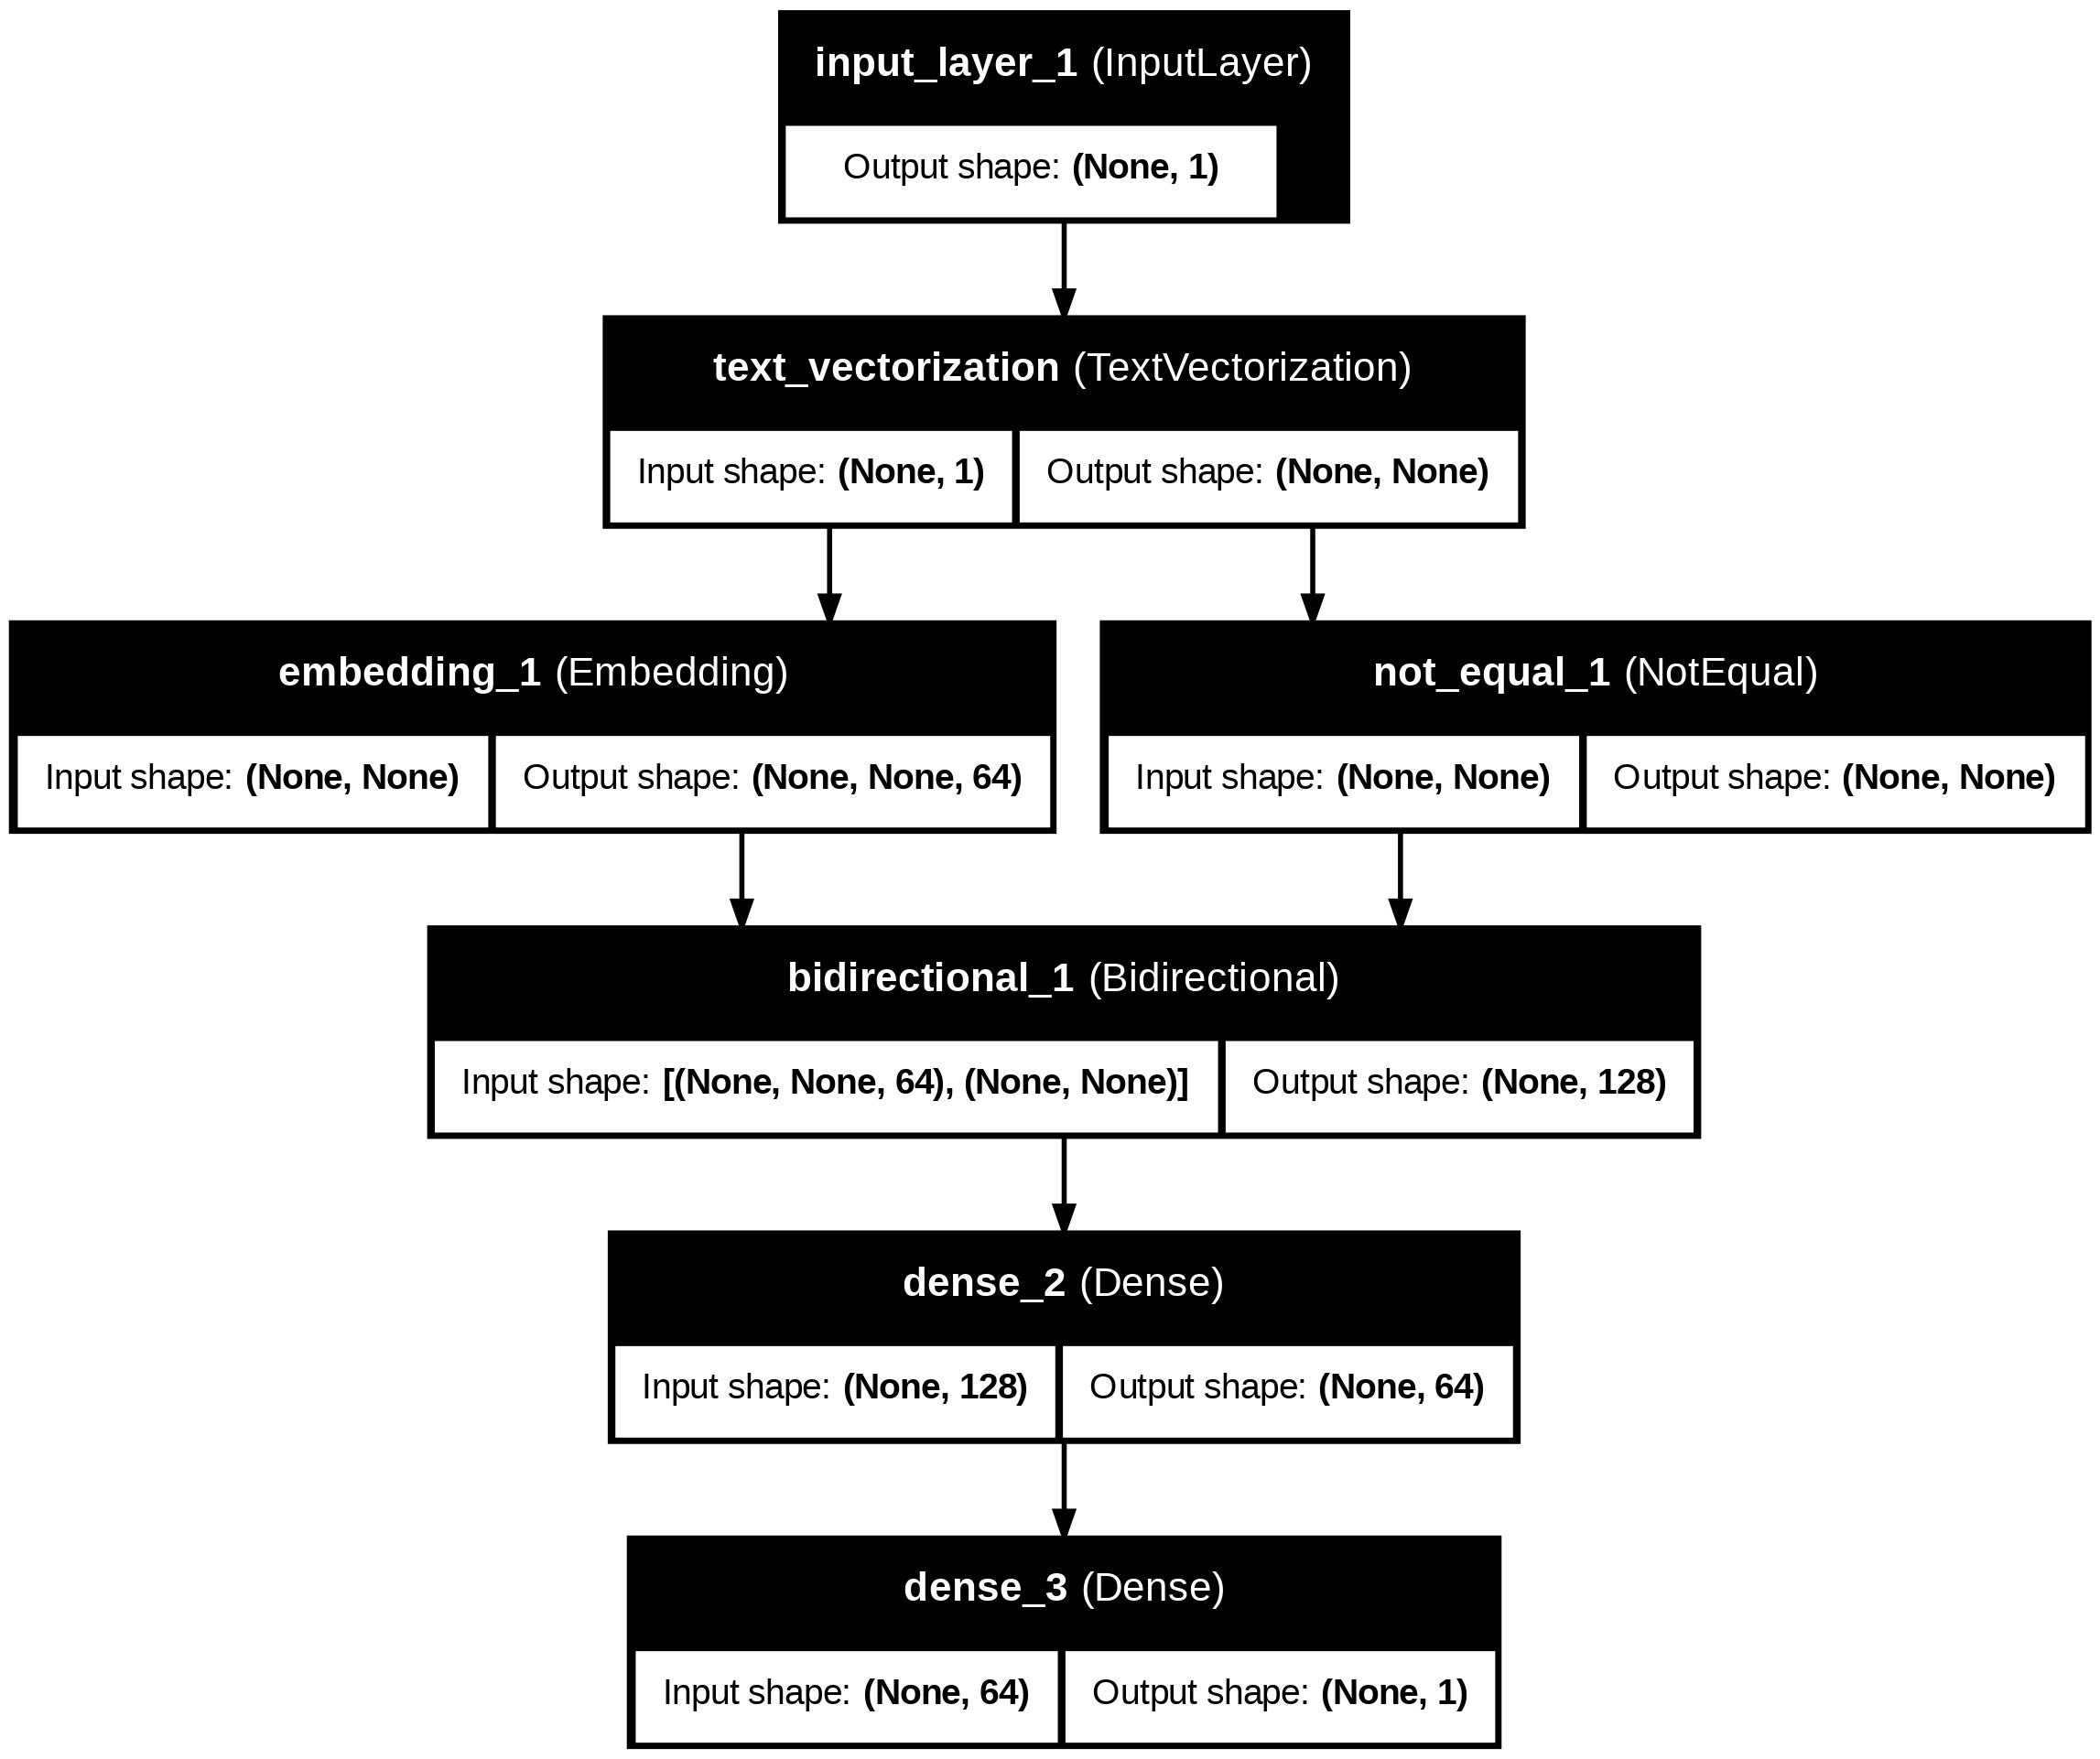 input_layer_1 (InputLayer)
Output shape: (None, 1)
text_vectorization (TextVectorization)
Input shape: (None, 1) Output shape: (None, None)
embedding_1 (Embedding)
Input shape: (None, None) Output shape: (None, None, 64)
not_equal_1 (NotEqual)
Input shape: (None, None) Output shape: (None, None)
bidirectional_1 (Bidirectional)
Input shape: [(None, None, 64), (None, None)] Output shape: (None, 128)
dense_2 (Dense)
Input shape: (None, 128) Output shape: (None, 64)
dense_3 (Dense)
Input shape: (None, 64) Output shape: (None, 1)